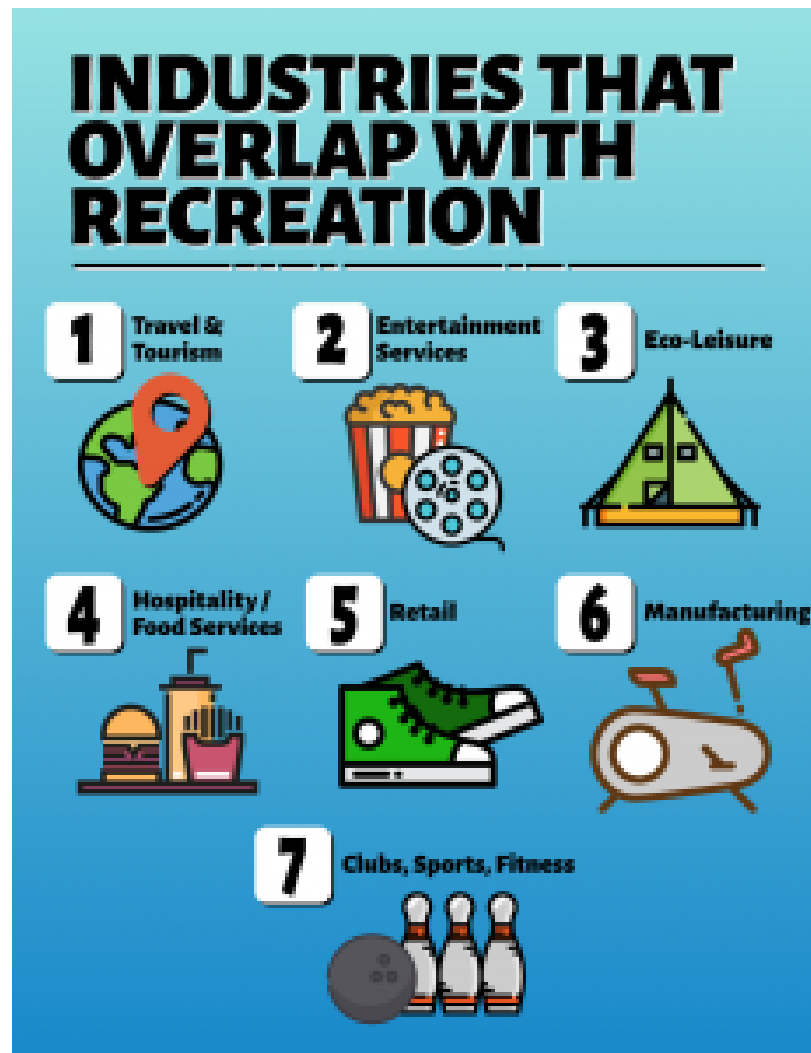 INDUSTRIES THAT
OVERLAP WITH
RECREATION
1 Travel &
Tourism
2 Entertainment
Services
3 Eco-Leisure
4 Hospitality /
Food Services
5 Retail
6 Manufacturing
7 Clubs, Sports, Fitness